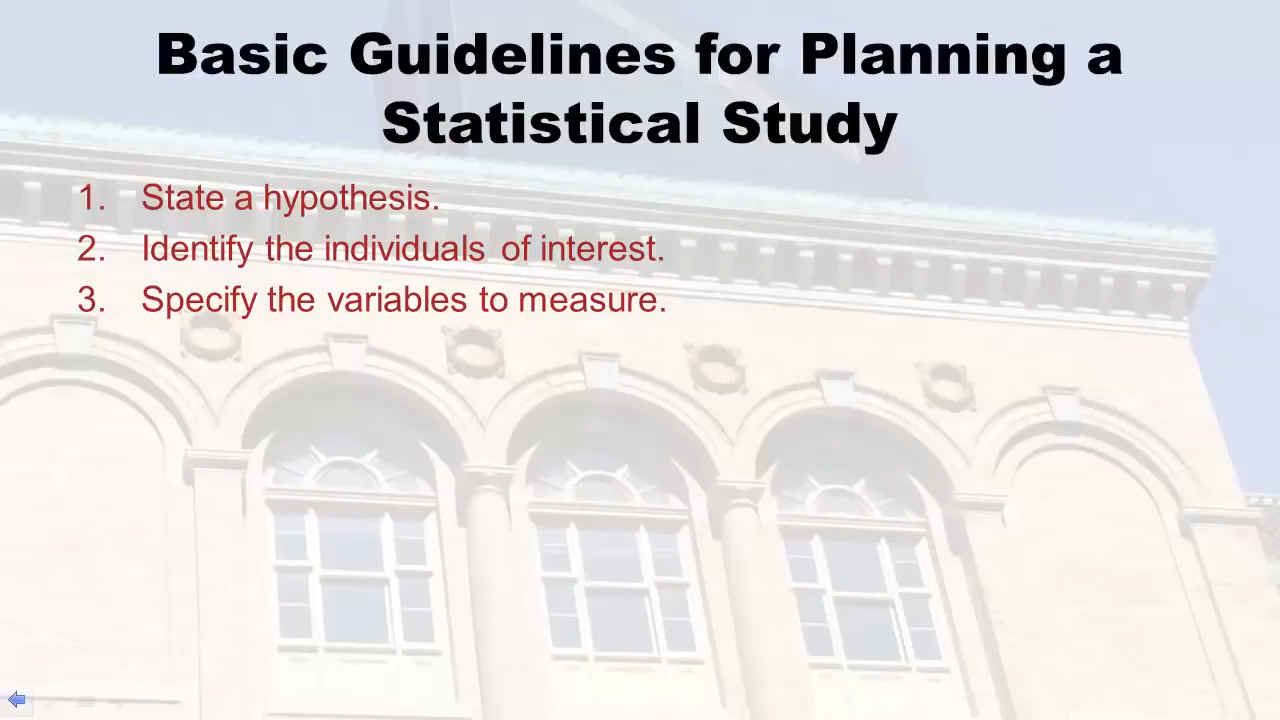 Basic Guidelines for Planning a
Statistical Study
1. State a hypothesis.
2. Identify the individuals of interest.
3. Specify the variables to measure.